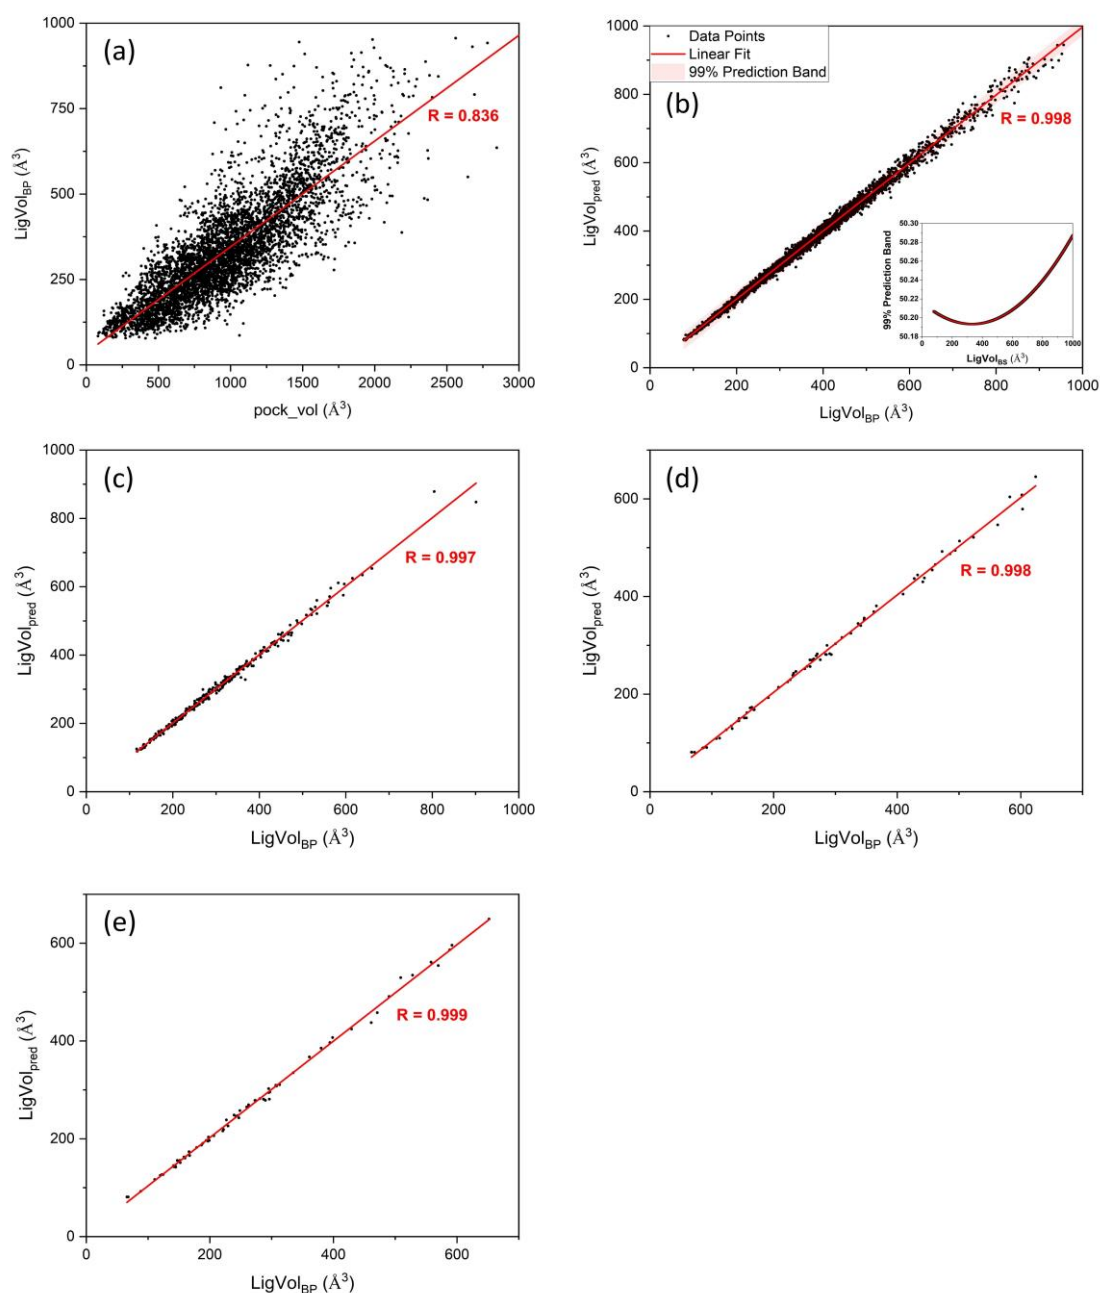 (a)
1000
750
500
250
0
LigVol_BP (Å³)
R = 0.836
500 1000 1500 2000 2500 3000
pock_vol (Å³)
(b)
Data Points
Linear Fit
99% Prediction Band
1000
800
600
400
200
0
LigVol_pred (Å³)
R = 0.998
50.28
50.26
50.24
50.22
50.20
50.18
99% Prediction Band
0 200 400 600 800 1000
LigVol_BS (Å³)
0 200 400 600 800 1000
LigVol_BP (Å³)
(c)
1000
800
600
400
200
0
LigVol_pred (Å³)
R = 0.997
0 200 400 600 800 1000
LigVol_BP (Å³)
(d)
600
400
200
0
LigVol_pred (Å³)
R = 0.998
0 200 400 600
LigVol_BP (Å³)
(e)
600
400
200
0
LigVol_pred (Å³)
R = 0.999
0 200 400 600
LigVol_BP (Å³)